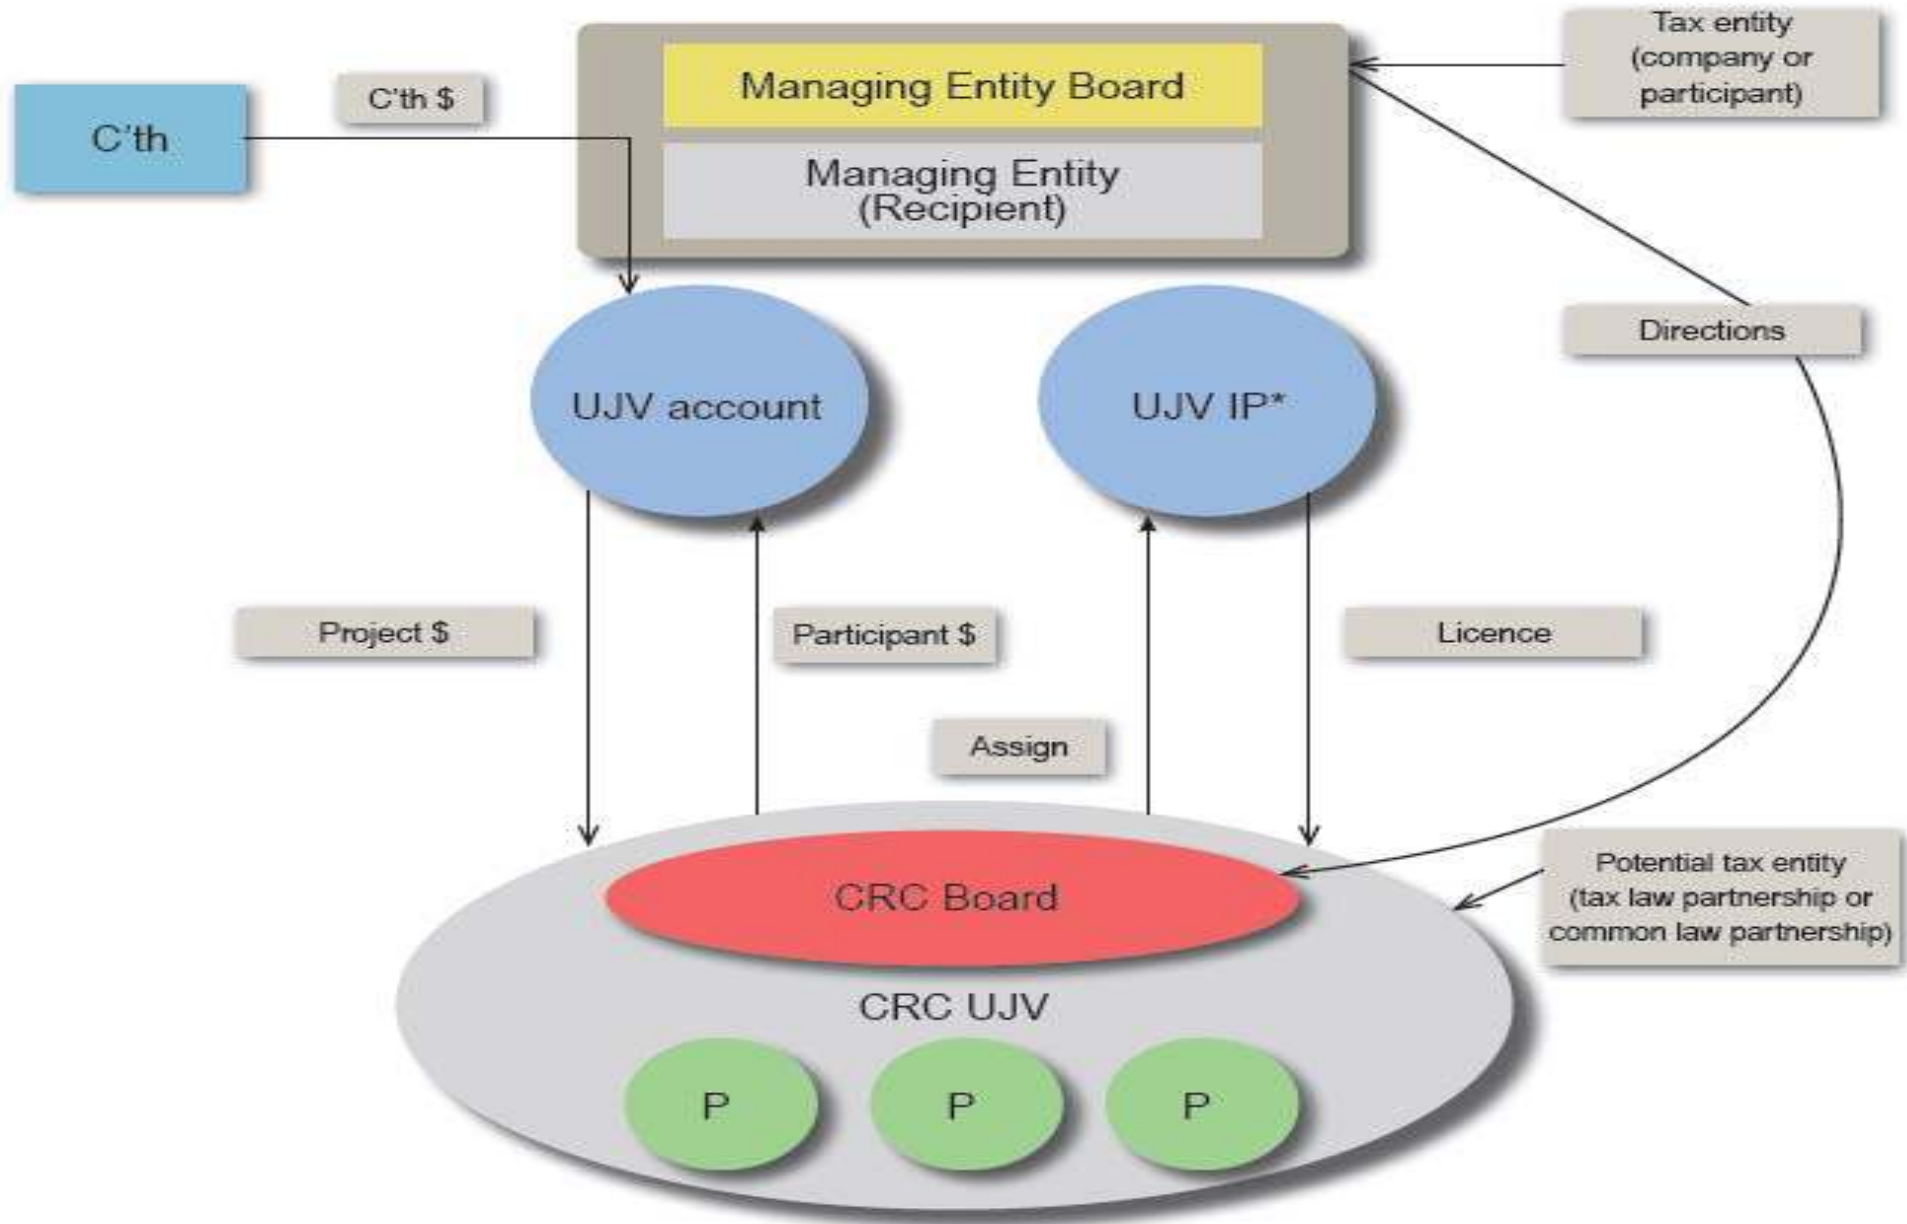 Tax entity
(company or
participant)
Managing Entity Board
C'th $
C'th
Managing Entity
(Recipient)
Directions
UJV account
UJV IP*
Project $
Participant $
Licence
Assign
Potential tax entity
(tax law partnership or
common law partnership)
CRC Board
CRC UJV
P
P
P